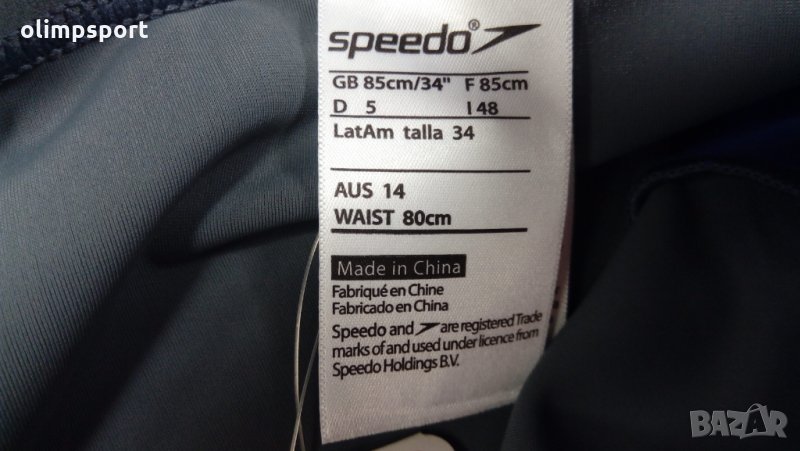 olimpsport
speedo®
GB 85cm/34" F 85cm
D 5 I 48
LatAm talla 34
AUS 14
WAIST 80cm
Made in China
Fabriqué en Chine
Fabricado en China
Speedo and are registered Trade
marks of and used under licence from
Speedo Holdings B.V.
BAZAR